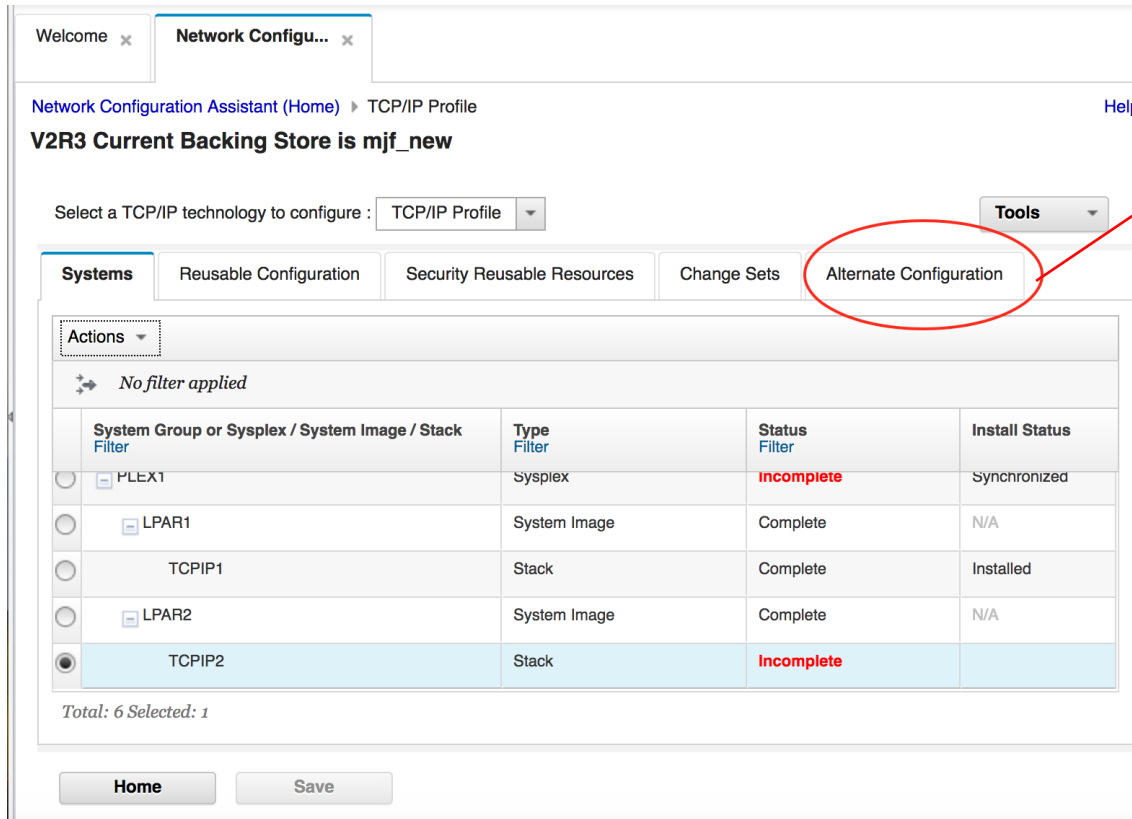 Welcome
Network Configu...
Network Configuration Assistant (Home) TCP/IP Profile
V2R3 Current Backing Store is mjf_new
Select a TCP/IP technology to configure : TCP/IP Profile
Tools
Systems Reusable Configuration Security Reusable Resources Change Sets Alternate Configuration
Actions
No filter applied
System Group or Sysplex / System Image / Stack Type Status Install Status
Filter Filter Filter
PLEX1 Sysplex Incomplete Synchronized
LPAR1 System Image Complete N/A
TCPIP1 Stack Complete Installed
LPAR2 System Image Complete N/A
TCPIP2 Stack Incomplete
Total: 6 Selected: 1
Home Save